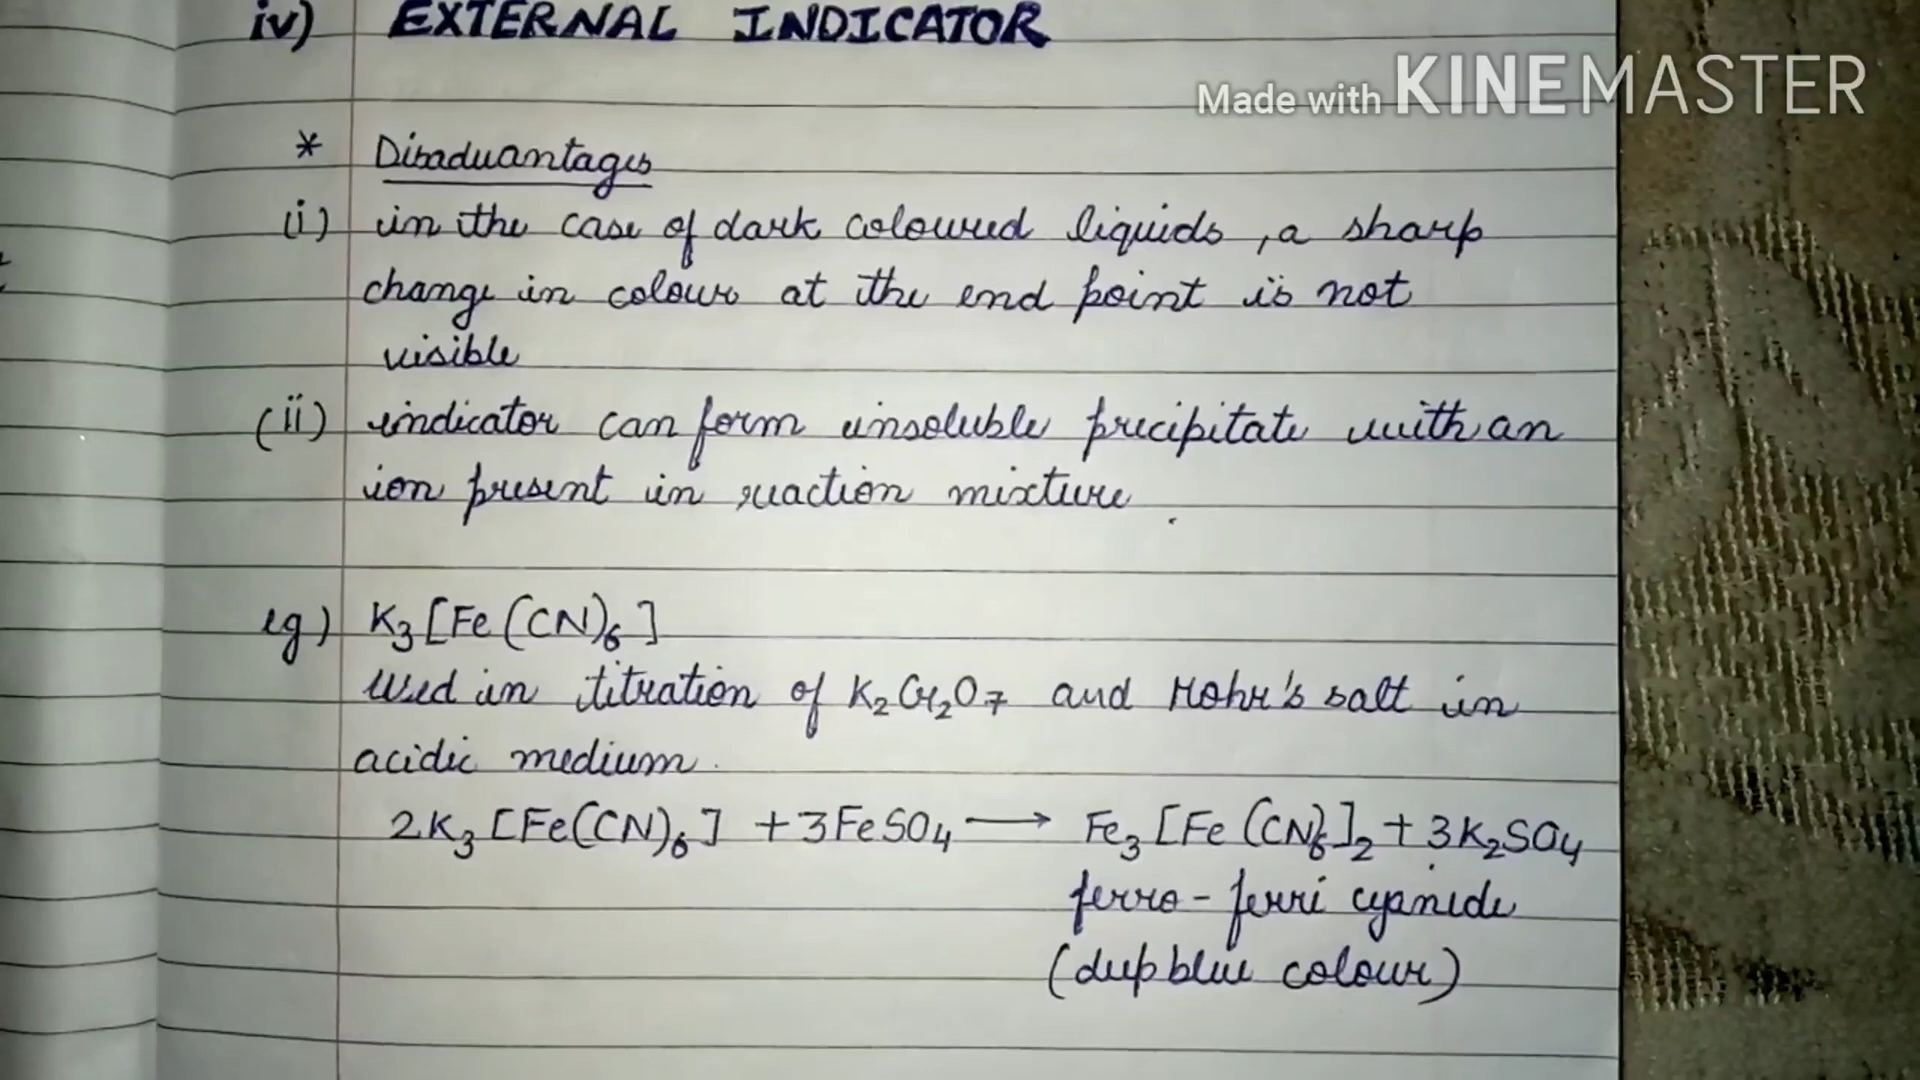 iv) EXTERNAL INDICATOR
Made with KINEMASTER
* Disadvantages
(i) in the case of dark coloured liquids, a sharp
change in colour at the end point is not
visible
(ii) indicator can form insoluble precipitate with an
ion present in reaction mixture.
eg) K₃[Fe(CN)₆]
Used in titration of K₂Cr₂O₇ and Mohr's salt in
acidic medium.
2K₃[Fe(CN)₆] + 3FeSO₄ ⟶ Fe₃[Fe(CN)₆]₂ + 3K₂SO₄
ferro - ferri cyanide
(deep blue colour)